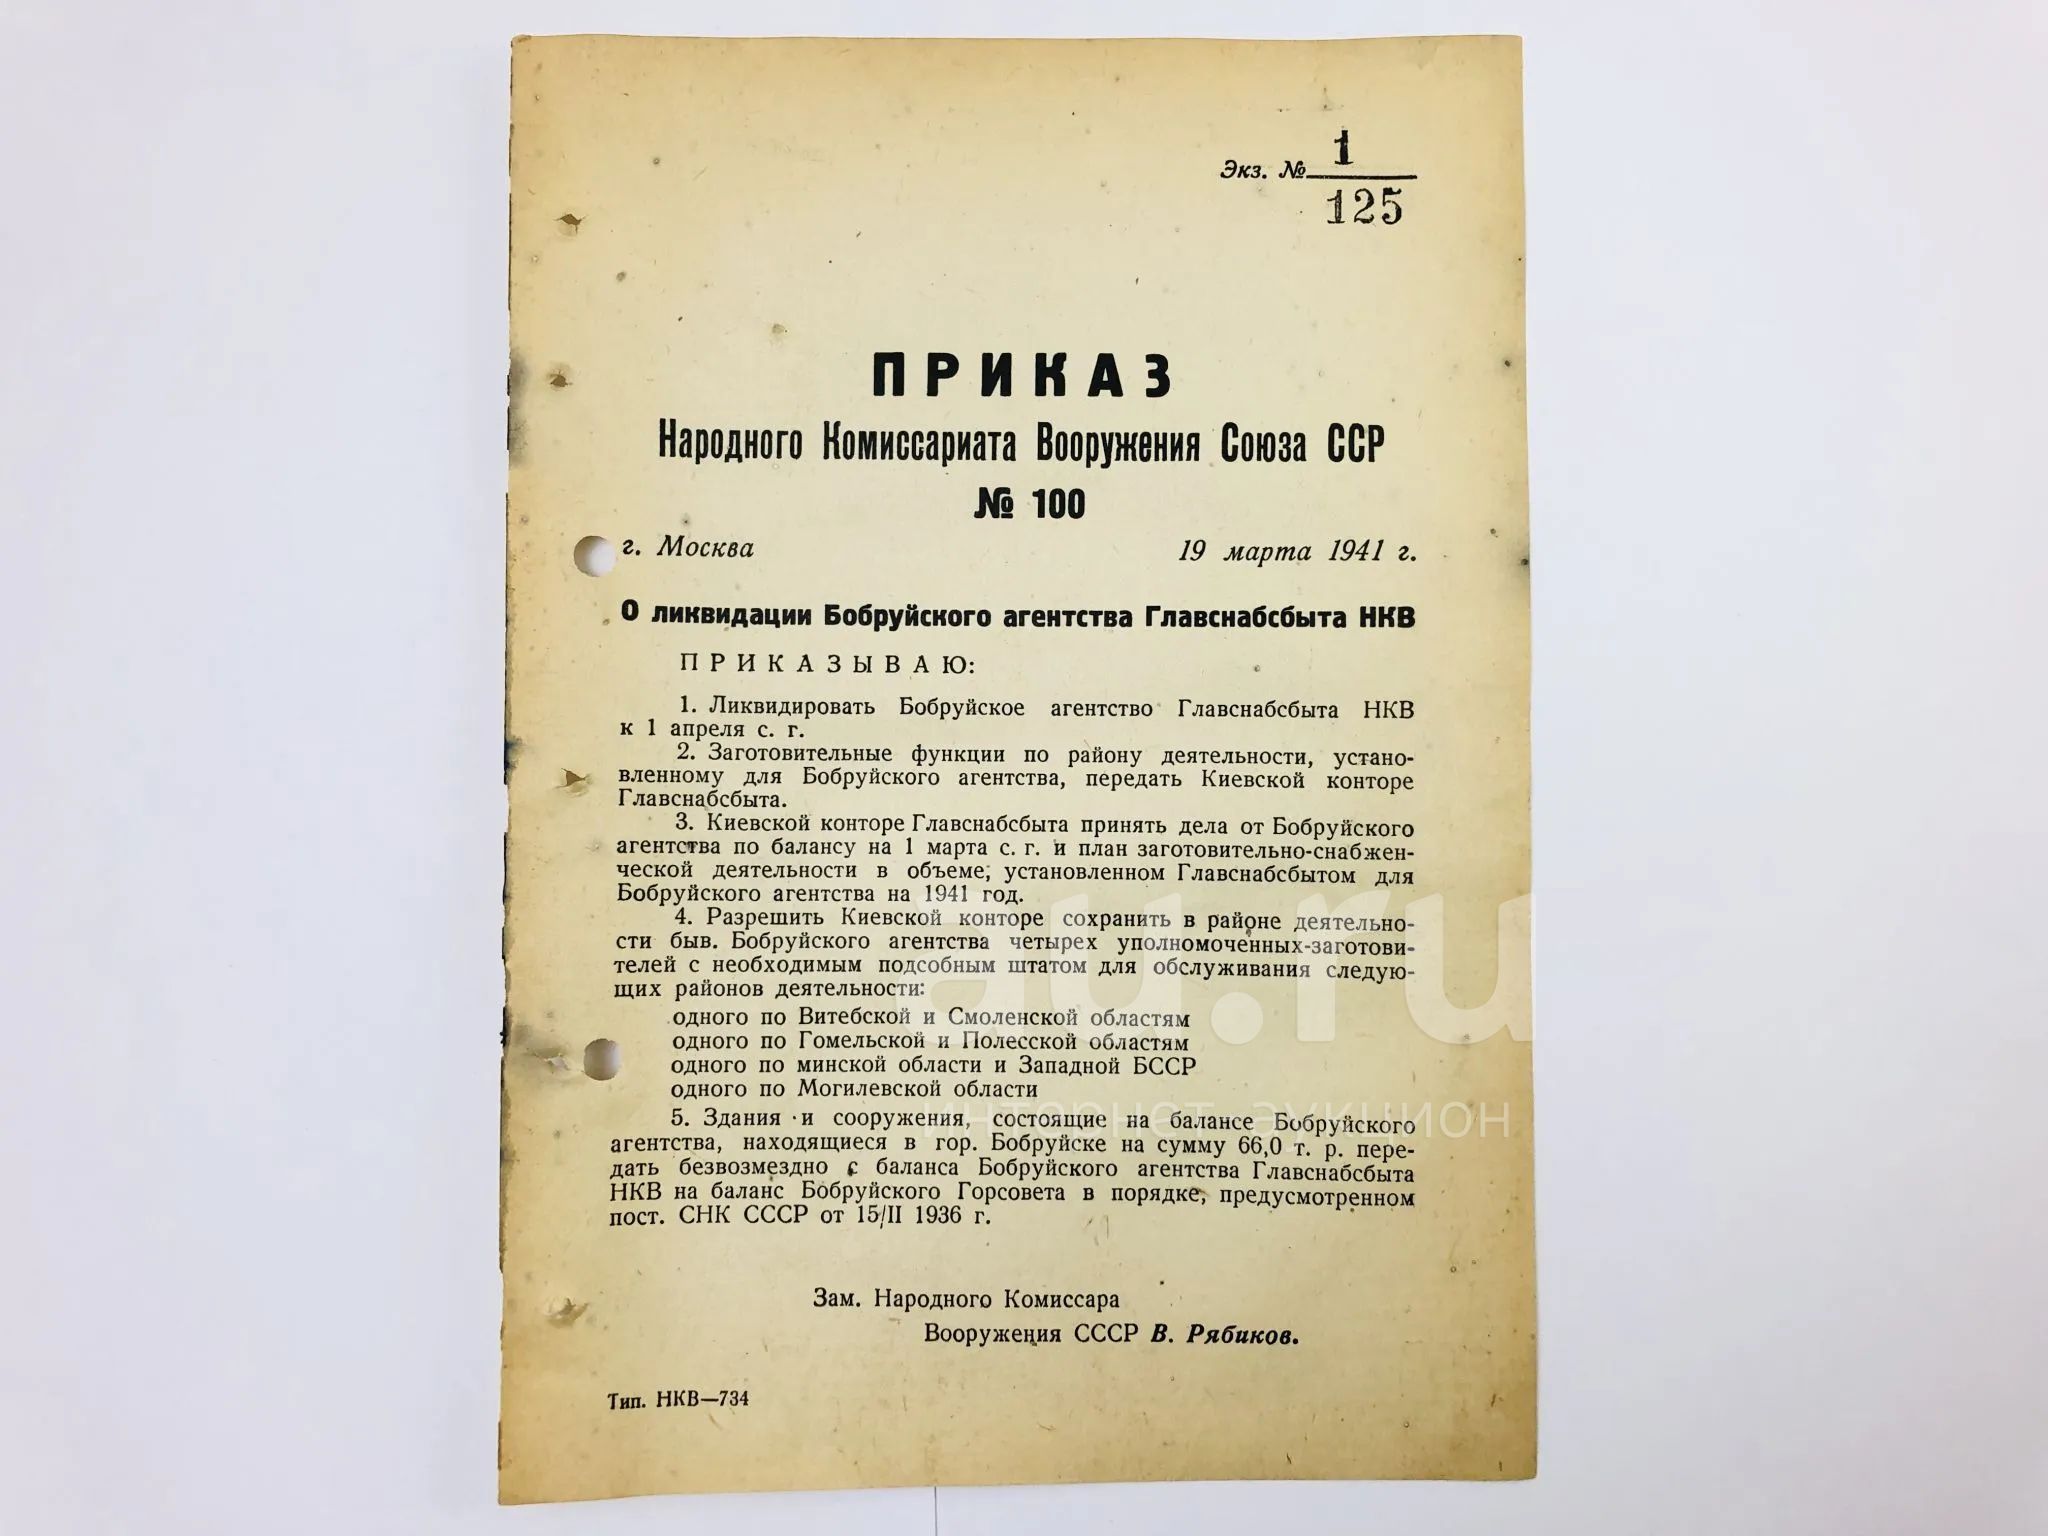 Экз. № 1
125
ПРИКАЗ
Народного Комиссариата Вооружения Союза ССР
№ 100
г. Москва 19 марта 1941 г.
О ликвидации Бобруйского агентства Главснабсбыта НКВ
ПРИКАЗЫВАЮ:
1. Ликвидировать Бобруйское агентство Главснабсбыта НКВ
к 1 апреля с. г.
2. Заготовительные функции по району деятельности, устано-
вленному для Бобруйского агентства, передать Киевской конторе
Главснабсбыта.
3. Киевской конторе Главснабсбыта принять дела от Бобруйского
агентства по балансу на 1 марта с. г. и план заготовительно-снабжен-
ческой деятельности в объеме, установленном Главснабсбытом для
Бобруйского агентства на 1941 год.
4. Разрешить Киевской конторе сохранить в районе деятельно-
сти быв. Бобруйского агентства четырех уполномоченных-заготови-
телей с необходимым подсобным штатом для обслуживания следую-
щих районов деятельности:
одного по Витебской и Смоленской областям
одного по Гомельской и Полесской областям
одного по минской области и Западной БССР
одного по Могилевской области
5. Здания и сооружения, состоящие на балансе Бобруйского
агентства, находящиеся в гор. Бобруйске на сумму 66,0 т. р. пере-
дать безвозмездно с баланса Бобруйского агентства Главснабсбыта
НКВ на баланс Бобруйского Горсовета в порядке, предусмотренном
пост. СНК СССР от 15/II 1936 г.
Зам. Народного Комиссара
Вооружения СССР В. Рябиков.
Тип. НКВ—734
au.ru
интернет аукцион